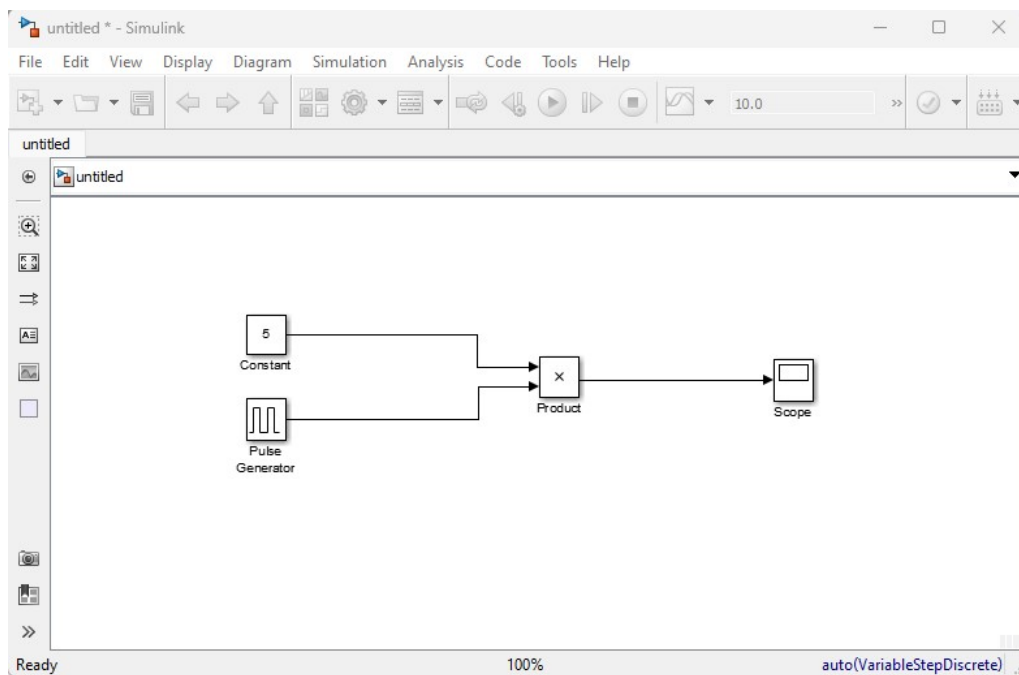 untitled * - Simulink
File Edit View Display Diagram Simulation Analysis Code Tools Help
10.0 »
untitled
untitled
5
Constant
×
Product
Scope
Pulse
Generator
»
Ready 100% auto(VariableStepDiscrete)